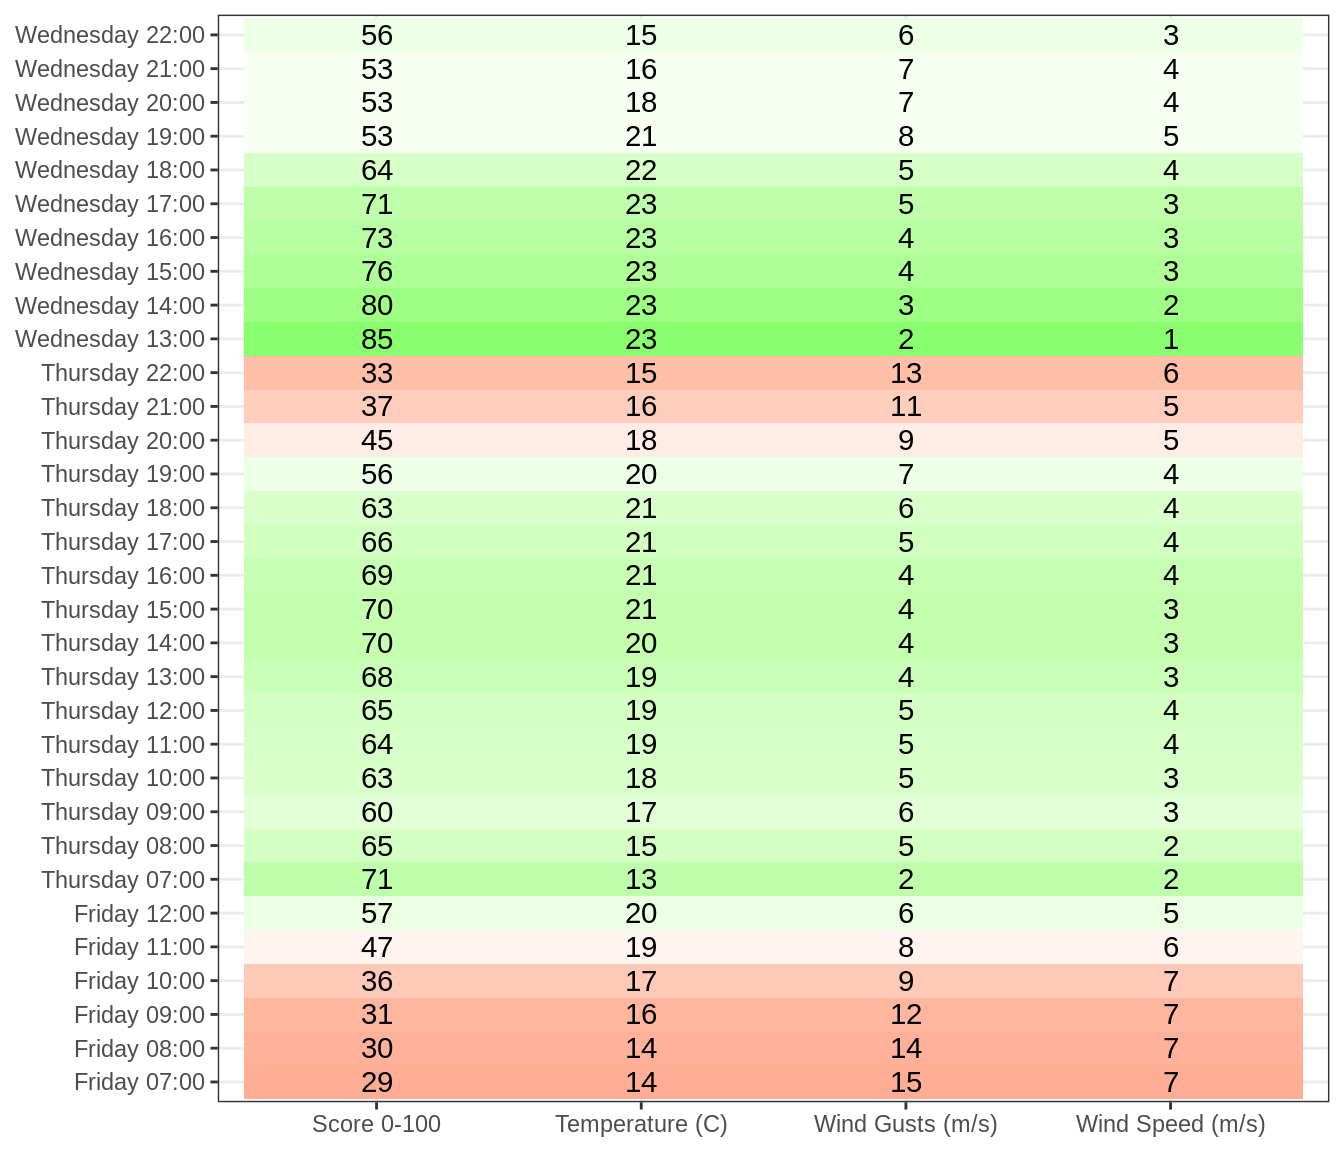 Wednesday 22:00 56 15 6 3
Wednesday 21:00 53 16 7 4
Wednesday 20:00 53 18 7 4
Wednesday 19:00 53 21 8 5
Wednesday 18:00 64 22 5 4
Wednesday 17:00 71 23 5 3
Wednesday 16:00 73 23 4 3
Wednesday 15:00 76 23 4 3
Wednesday 14:00 80 23 3 2
Wednesday 13:00 85 23 2 1
Thursday 22:00 33 15 13 6
Thursday 21:00 37 16 11 5
Thursday 20:00 45 18 9 5
Thursday 19:00 56 20 7 4
Thursday 18:00 63 21 6 4
Thursday 17:00 66 21 5 4
Thursday 16:00 69 21 4 4
Thursday 15:00 70 21 4 3
Thursday 14:00 70 20 4 3
Thursday 13:00 68 19 4 3
Thursday 12:00 65 19 5 4
Thursday 11:00 64 19 5 4
Thursday 10:00 63 18 5 3
Thursday 09:00 60 17 6 3
Thursday 08:00 65 15 5 2
Thursday 07:00 71 13 2 2
Friday 12:00 57 20 6 5
Friday 11:00 47 19 8 6
Friday 10:00 36 17 9 7
Friday 09:00 31 16 12 7
Friday 08:00 30 14 14 7
Friday 07:00 29 14 15 7
Score 0-100 Temperature (C) Wind Gusts (m/s) Wind Speed (m/s)